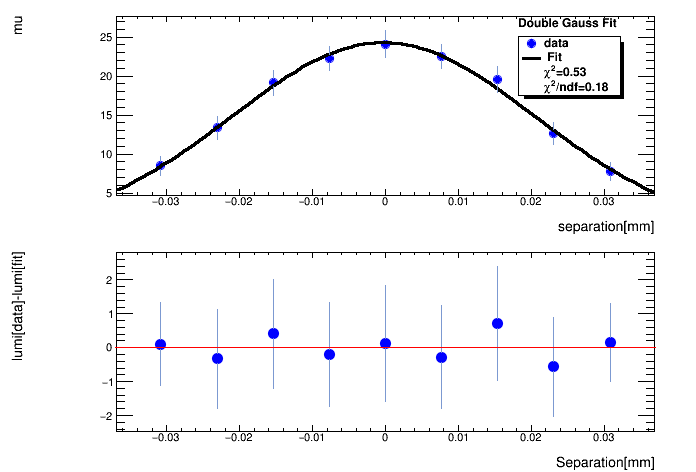 mu
Double Gauss Fit
data
Fit
χ²=0.53
χ²/ndf=0.18
25
20
15
10
5
−0.03 −0.02 −0.01 0 0.01 0.02 0.03
separation[mm]
lumi[data]-lumi[fit]
2
1
0
−1
−2
−0.03 −0.02 −0.01 0 0.01 0.02 0.03
Separation[mm]